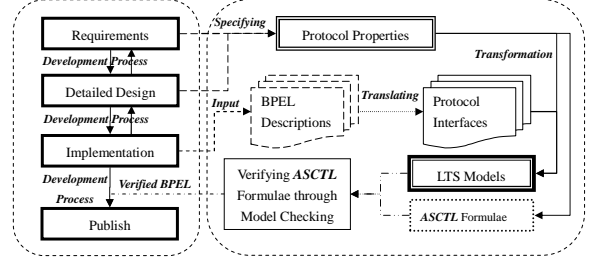 Requirements
Specifying
Protocol Properties
Development Process
Transformation
Detailed Design
Input
BPEL
Descriptions
Translating
Protocol
Interfaces
Development Process
Implementation
Development
Process
Verified BPEL
Verifying ASCTL
Formulae through
Model Checking
LTS Models
ASCTL Formulae
Publish